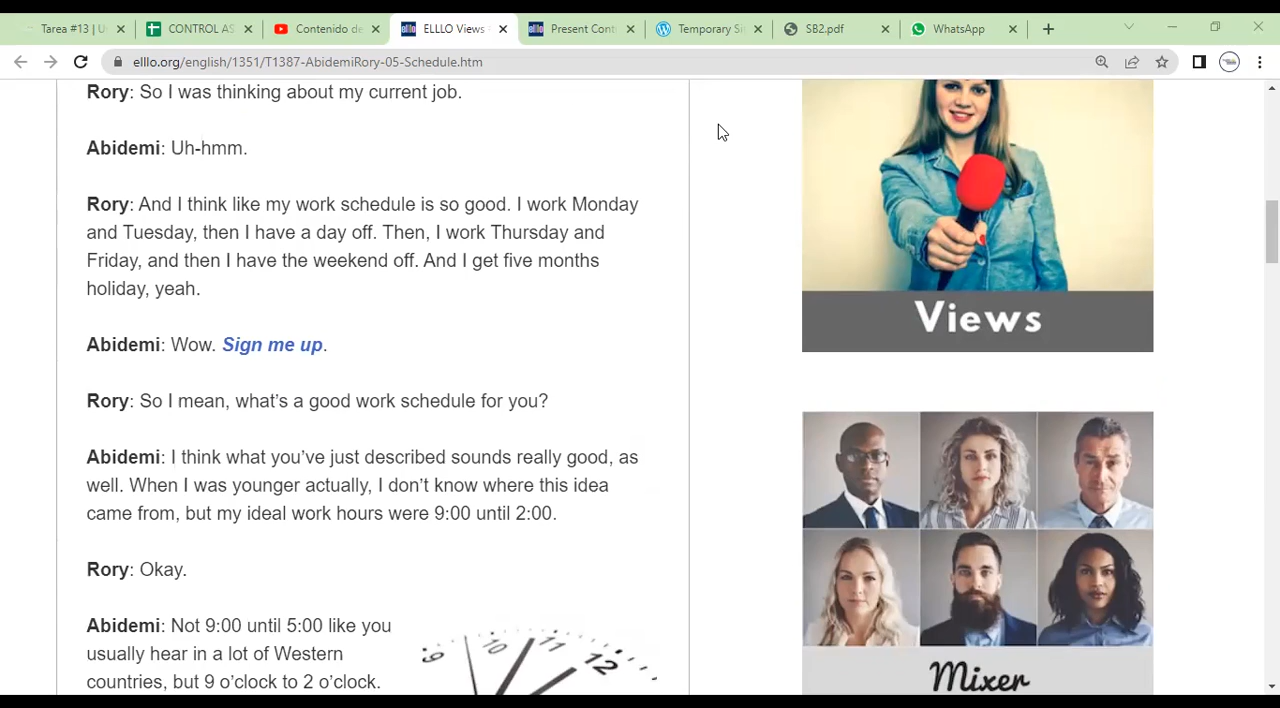 Tarea #13 | U
CONTROL AS
Contenido de
ELLLO Views
Present Cont
Temporary Si
SB2.pdf
WhatsApp
elllo.org/english/1351/T1387-AbidemiRory-05-Schedule.htm
Rory: So I was thinking about my current job.
Abidemi: Uh-hmm.
Rory: And I think like my work schedule is so good. I work Monday
and Tuesday, then I have a day off. Then, I work Thursday and
Friday, and then I have the weekend off. And I get five months
holiday, yeah.
Abidemi: Wow. Sign me up.
Rory: So I mean, what's a good work schedule for you?
Abidemi: I think what you've just described sounds really good, as
well. When I was younger actually, I don't know where this idea
came from, but my ideal work hours were 9:00 until 2:00.
Rory: Okay.
Abidemi: Not 9:00 until 5:00 like you
usually hear in a lot of Western
countries, but 9 o'clock to 2 o'clock.
9 10 11 12
Views
Mixer